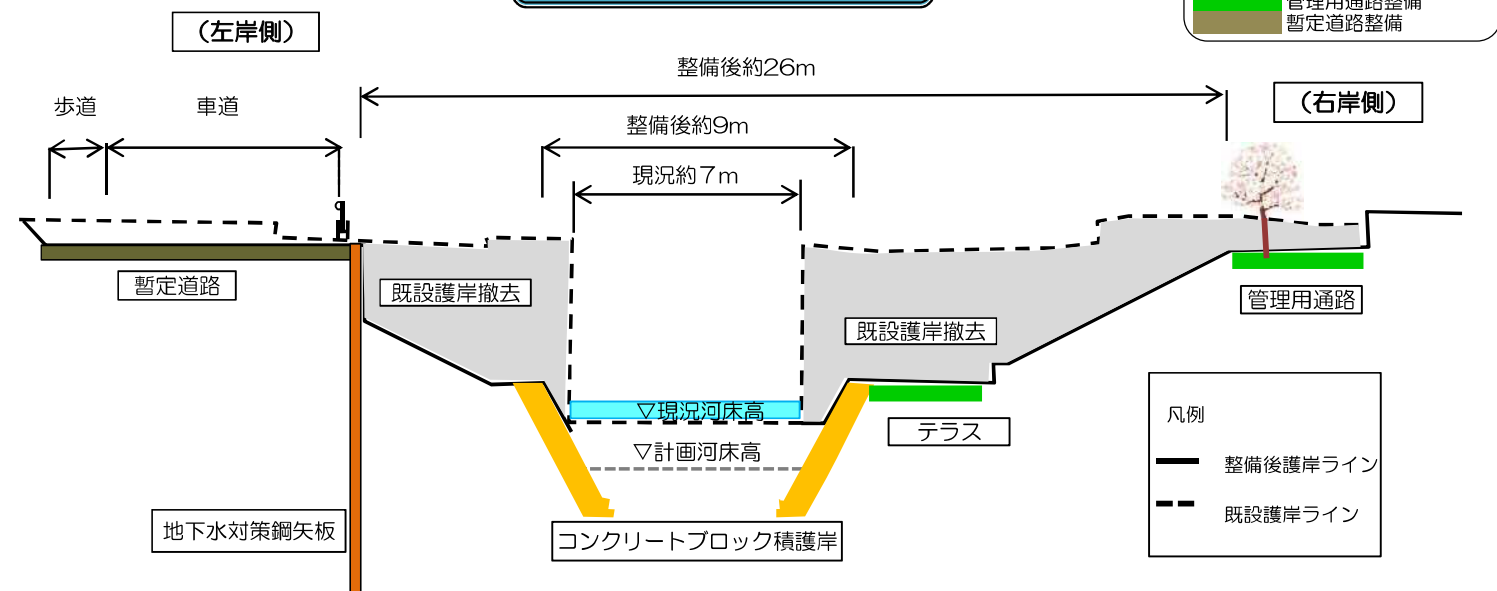 管理用通路整備
暫定道路整備
（左岸側）
整備後約26m
（右岸側）
歩道
車道
整備後約9m
現況約７m
暫定道路
既設護岸撤去
管理用通路
既設護岸撤去
▽現況河床高
テラス
▽計画河床高
凡例
整備後護岸ライン
既設護岸ライン
地下水対策鋼矢板
コンクリートブロック積護岸